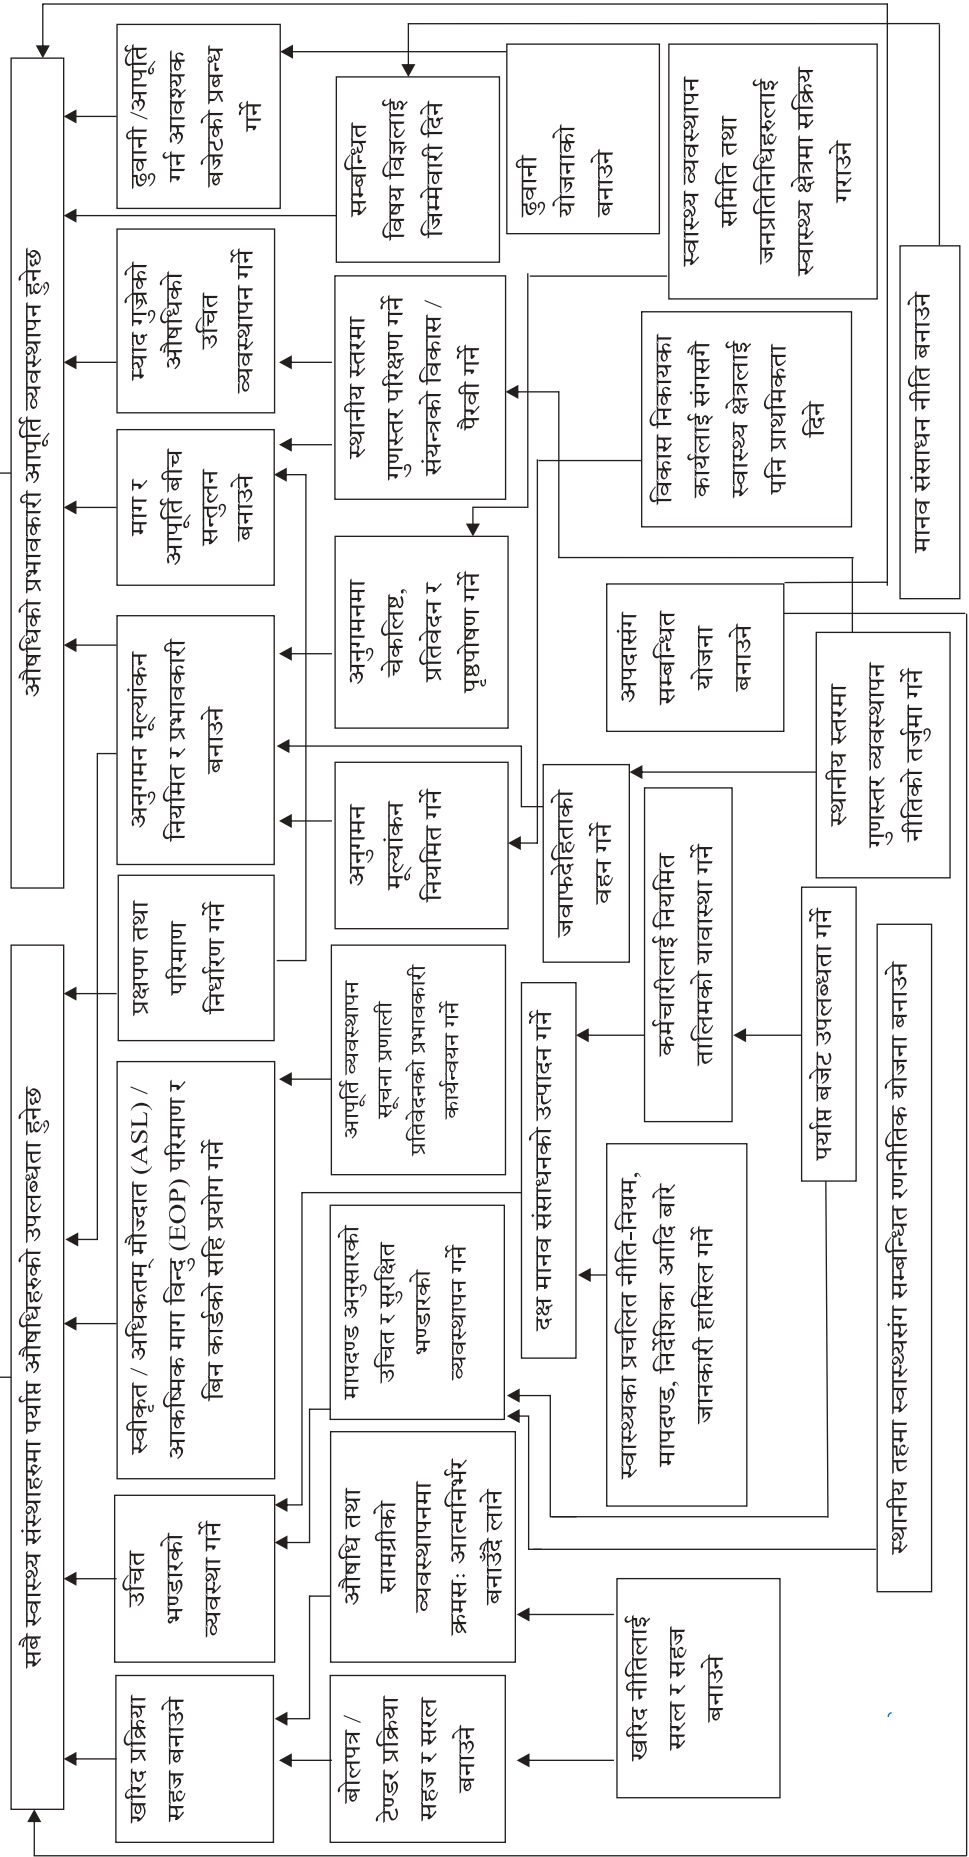 सबै स्वास्थ्य संस्थाहरुमा पर्याप्त औषधिहरुको उपलब्धता हुनेछ
औषधिको प्रभावकारी आपूर्ति व्यवस्थापन हुनेछ
खरिद प्रक्रिया
सहज बनाउने
उचित
भण्डारको
व्यवस्था गर्ने
स्वीकृत / अधिकतम् मौज्दात (ASL) /
आकष्मिक माग विन्दु (EOP) परिमाण र
बिन कार्डको सहि प्रयोग गर्ने
प्रक्षपण तथा
परिमाण
निर्धारण गर्ने
अनुगमन मूल्यांकन
नियमित र प्रभावकारी
बनाउने
माग र
आपूर्ति बीच
सन्तुलन
बनाउने
म्याद गुज्रेको
औषधिको
उचित
व्यवस्थापन गर्ने
ढुवानी /आपूर्ति
गर्न आवश्यक
बजेटको प्रबन्ध
गर्ने
बोलपत्र /
टेण्डर प्रक्रिया
सहज र सरल
बनाउने
औषधि तथा
सामग्रीको
व्यवस्थापनमा
क्रमसः आत्मनिर्भर
बनाउँदै लाने
मापदण्ड अनुसारको
उचित र सुरक्षित
भण्डारको
व्यवस्थापन गर्ने
आपूर्ति व्यवस्थापन
सूचना प्रणाली
प्रतिवेदनको प्रभावकारी
कार्यन्वयन गर्ने
अनुगमन
मूल्यांकन
नियमित गर्ने
अनुगमनमा
चेकलिष्ट,
प्रतिवेदन र
पृष्ठपोषण गर्ने
स्थानीय स्तरमा
गुणस्तर परिक्षण गर्ने
संयन्त्रको विकास /
पैरवी गर्ने
सम्बन्धित
विषय विज्ञलाई
जिम्मेवारी दिने
दक्ष मानव संसाधनको उत्पादन गर्ने
जवाफदेहिताको
वहन गर्ने
ढुवानी
योजनाको
बनाउने
खरिद नीतिलाई
सरल र सहज
बनाउने
स्वास्थ्यका प्रचलित नीति-नियम,
मापदण्ड, निर्देशिका आदि बारे
जानकारी हासिल गर्ने
कर्मचारीलाई नियमित
तालिमको यावास्था गर्ने
अपदासंग
सम्बन्धित
योजना
बनाउने
विकास निकायका
कार्यलाई संगसगै
स्वास्थ्य क्षेत्रलाई
पनि प्राथमिकता
दिने
स्वास्थ्य व्यवस्थापन
समिति तथा
जनप्रतिनिधिहरुलाई
स्वास्थ्य क्षेत्रमा सक्रिय
गराउने
पर्याप्त बजेट उपलब्धता गर्ने
स्थानीय स्तरमा
गुणस्तर व्यवस्थापन
नीतिको तर्जुमा गर्ने
स्थानीय तहमा स्वास्थ्यसंग सम्बन्धित रणनीतिक योजना बनाउने
मानव संसाधन नीति बनाउने